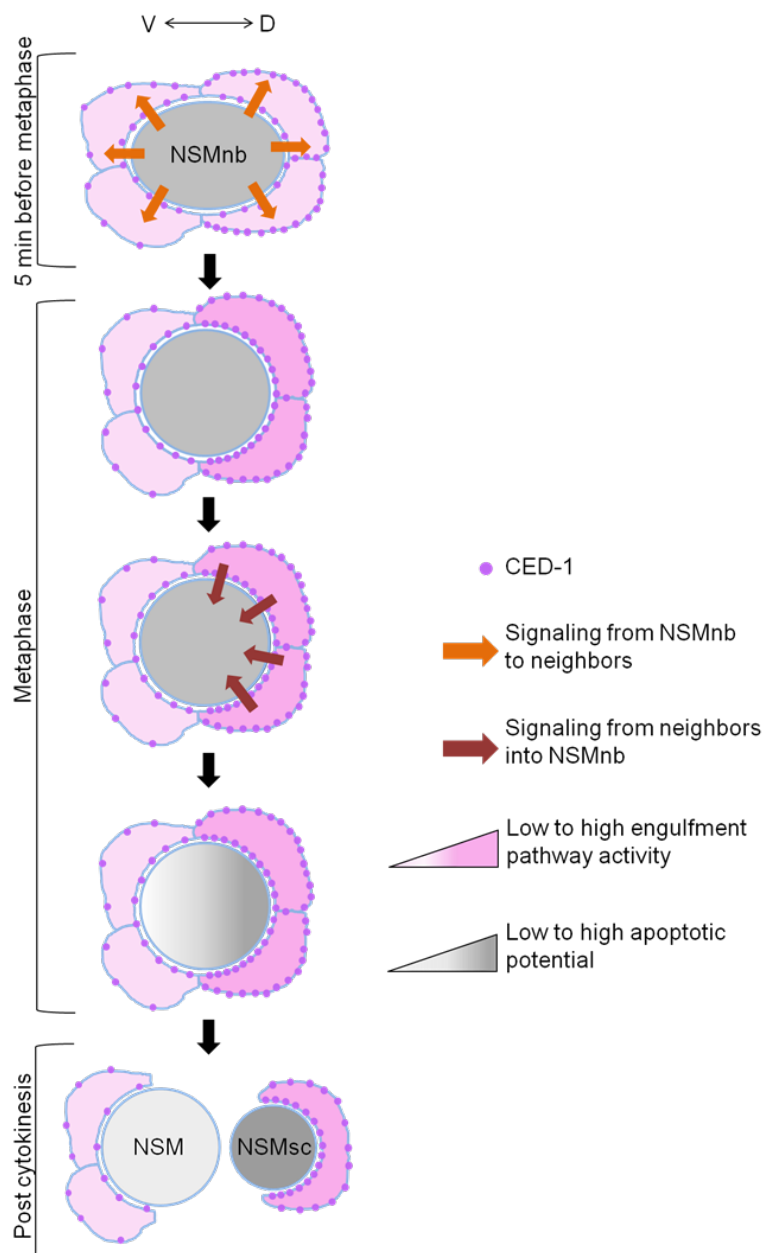 V D
5 min before metaphase
NSMnb
Metaphase
CED-1
Signaling from NSMnb
to neighbors
Signaling from neighbors
into NSMnb
Low to high engulfment
pathway activity
Low to high apoptotic
potential
Post cytokinesis
NSM NSMsc